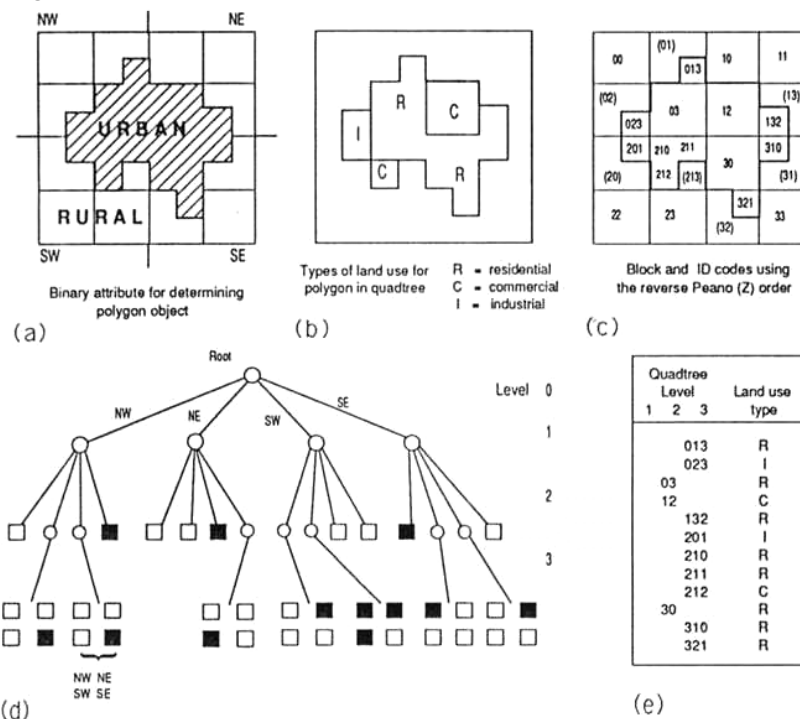 NW NE
URBAN
RURAL
SW SE
Binary attribute for determining
polygon object
(a)
R
C
I
C
R
Types of land use for
polygon in quadtree
R - residential
C - commercial
I - industrial
(b)
00 (01) 013 10 11
(02) 03 12 (13)
023 132
201 210 211 30 310
(20) 212 (213) (31)
22 23 321 33
(32)
Block and ID codes using
the reverse Peano (Z) order
(c)
Root
Level 0
NW NE SW SE
1
2
3
NW NE
SW SE
(d)
Quadtree
Level Land use
1 2 3 type
013 R
023 I
03 R
12 C
132 R
201 I
210 R
211 R
212 C
30 R
310 R
321 R
(e)